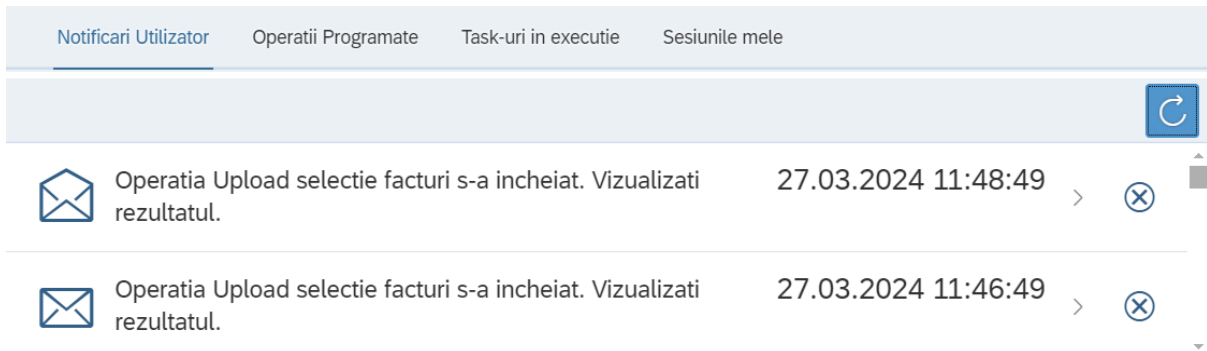 Notificari Utilizator Operatii Programate Task-uri in executie Sesiunile mele
Operatia Upload selectie facturi s-a incheiat. Vizualizati 27.03.2024 11:48:49
rezultatul.
Operatia Upload selectie facturi s-a incheiat. Vizualizati 27.03.2024 11:46:49
rezultatul.